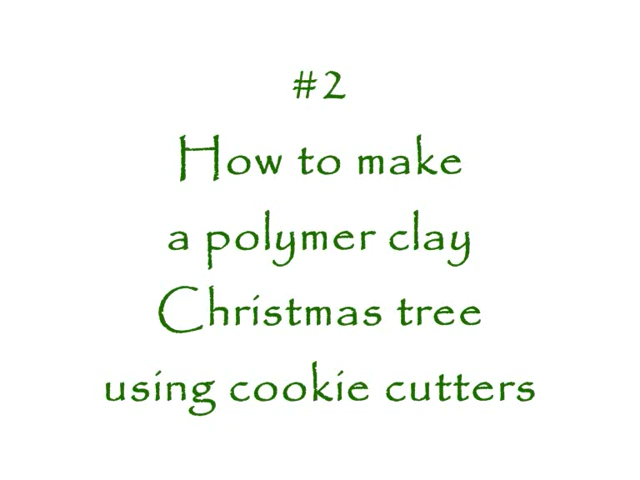 #2
How to make
a polymer clay
Christmas tree
using cookie cutters